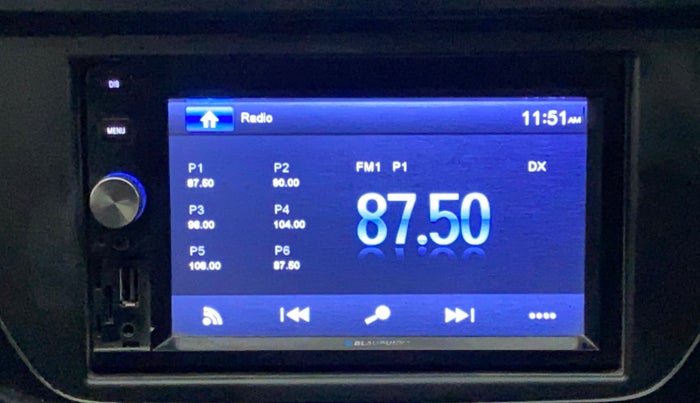 DIS
MENU
Radio
11:51AM
P1 P2 FM1 P1 DX
87.50 90.00
87.50
P3 P4
98.00 104.00
P5 P6
108.00 87.50
BLAUPUNKT